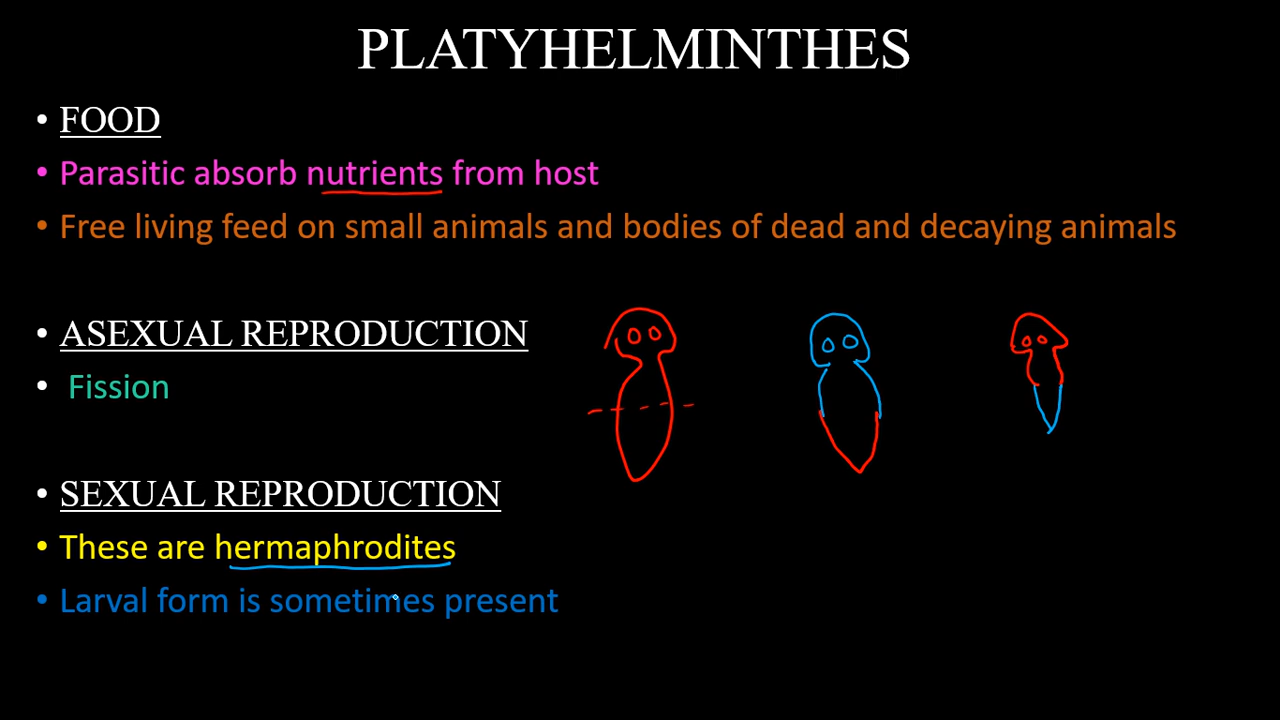 PLATYHELMINTHES
• FOOD
• Parasitic absorb nutrients from host
• Free living feed on small animals and bodies of dead and decaying animals
• ASEXUAL REPRODUCTION
• Fission
• SEXUAL REPRODUCTION
• These are hermaphrodites
• Larval form is sometimes present